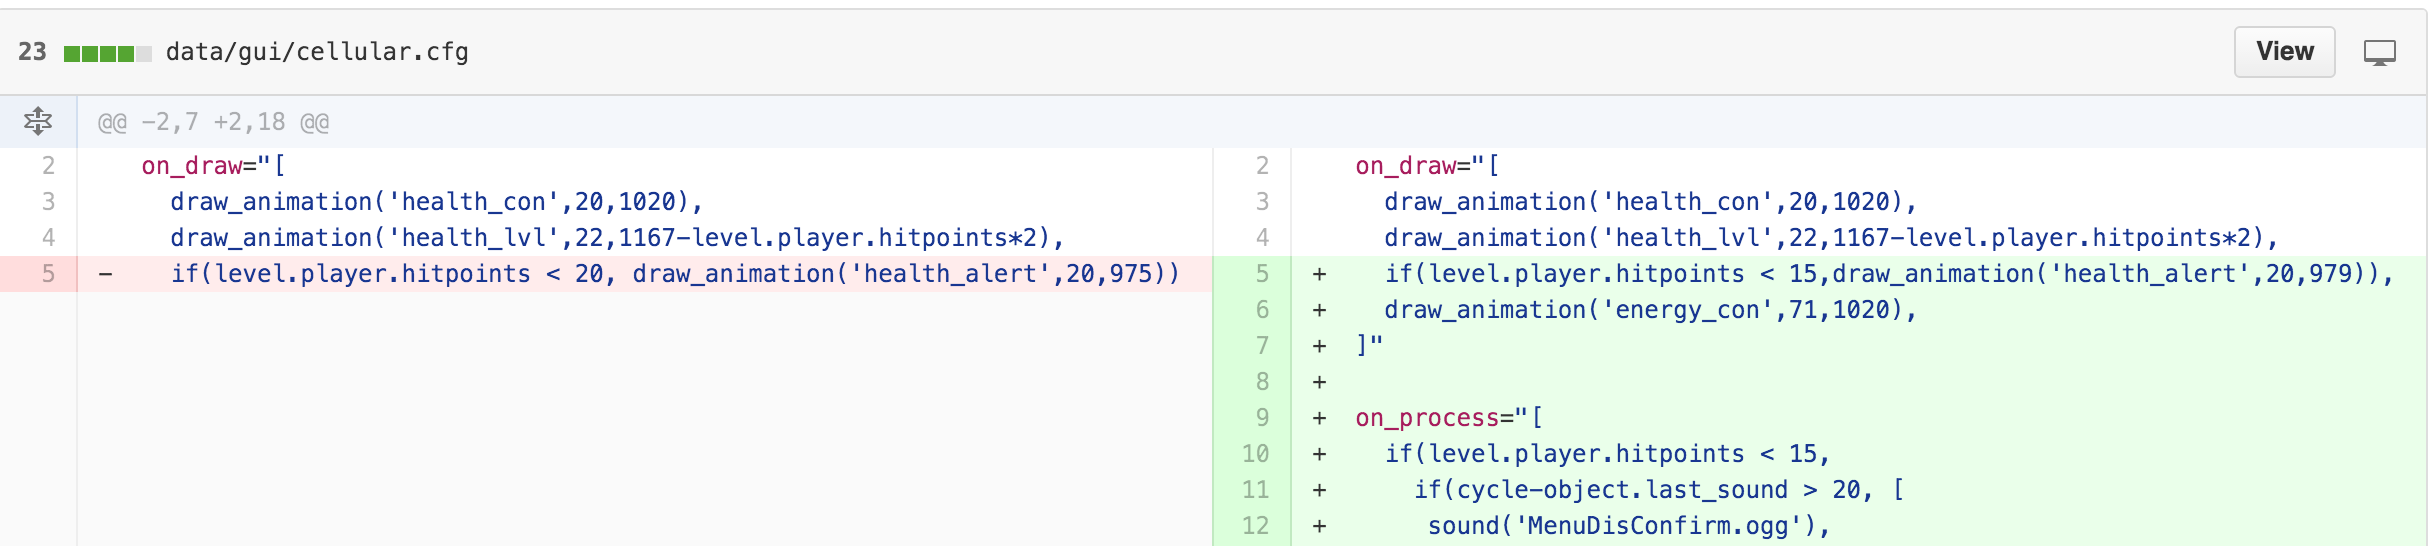 23 data/gui/cellular.cfg View
@@ -2,7 +2,18 @@
2 on_draw="[
3 draw_animation('health_con',20,1020),
4 draw_animation('health_lvl',22,1167-level.player.hitpoints*2),
5 - if(level.player.hitpoints < 20, draw_animation('health_alert',20,975))
2 on_draw="[
3 draw_animation('health_con',20,1020),
4 draw_animation('health_lvl',22,1167-level.player.hitpoints*2),
5 + if(level.player.hitpoints < 15,draw_animation('health_alert',20,979)),
6 + draw_animation('energy_con',71,1020),
7 + ]"
8 +
9 + on_process="[
10 + if(level.player.hitpoints < 15,
11 + if(cycle-object.last_sound > 20, [
12 + sound('MenuDisConfirm.ogg'),